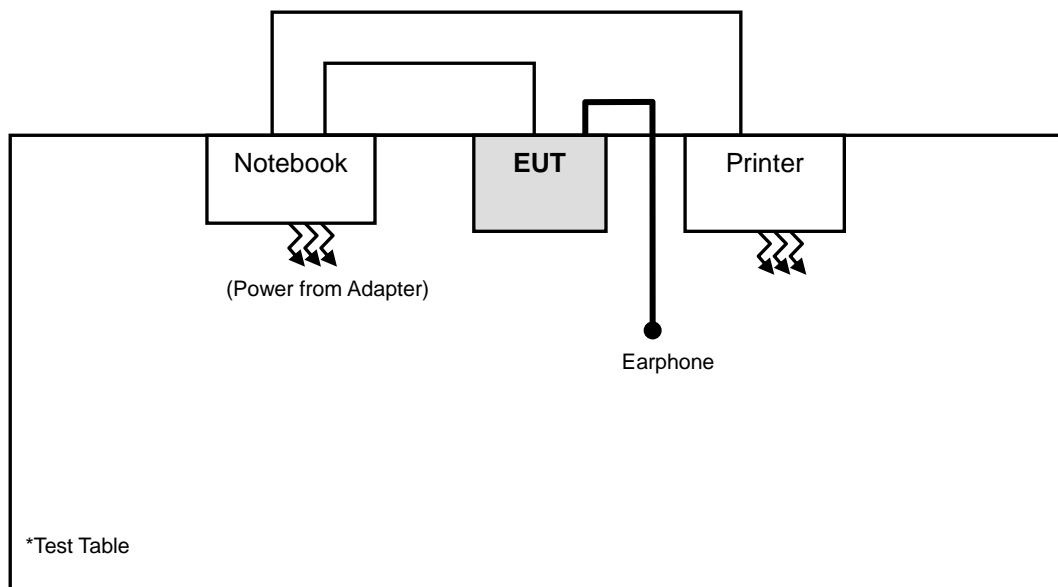 Notebook
EUT
Printer
(Power from Adapter)
Earphone
*Test Table